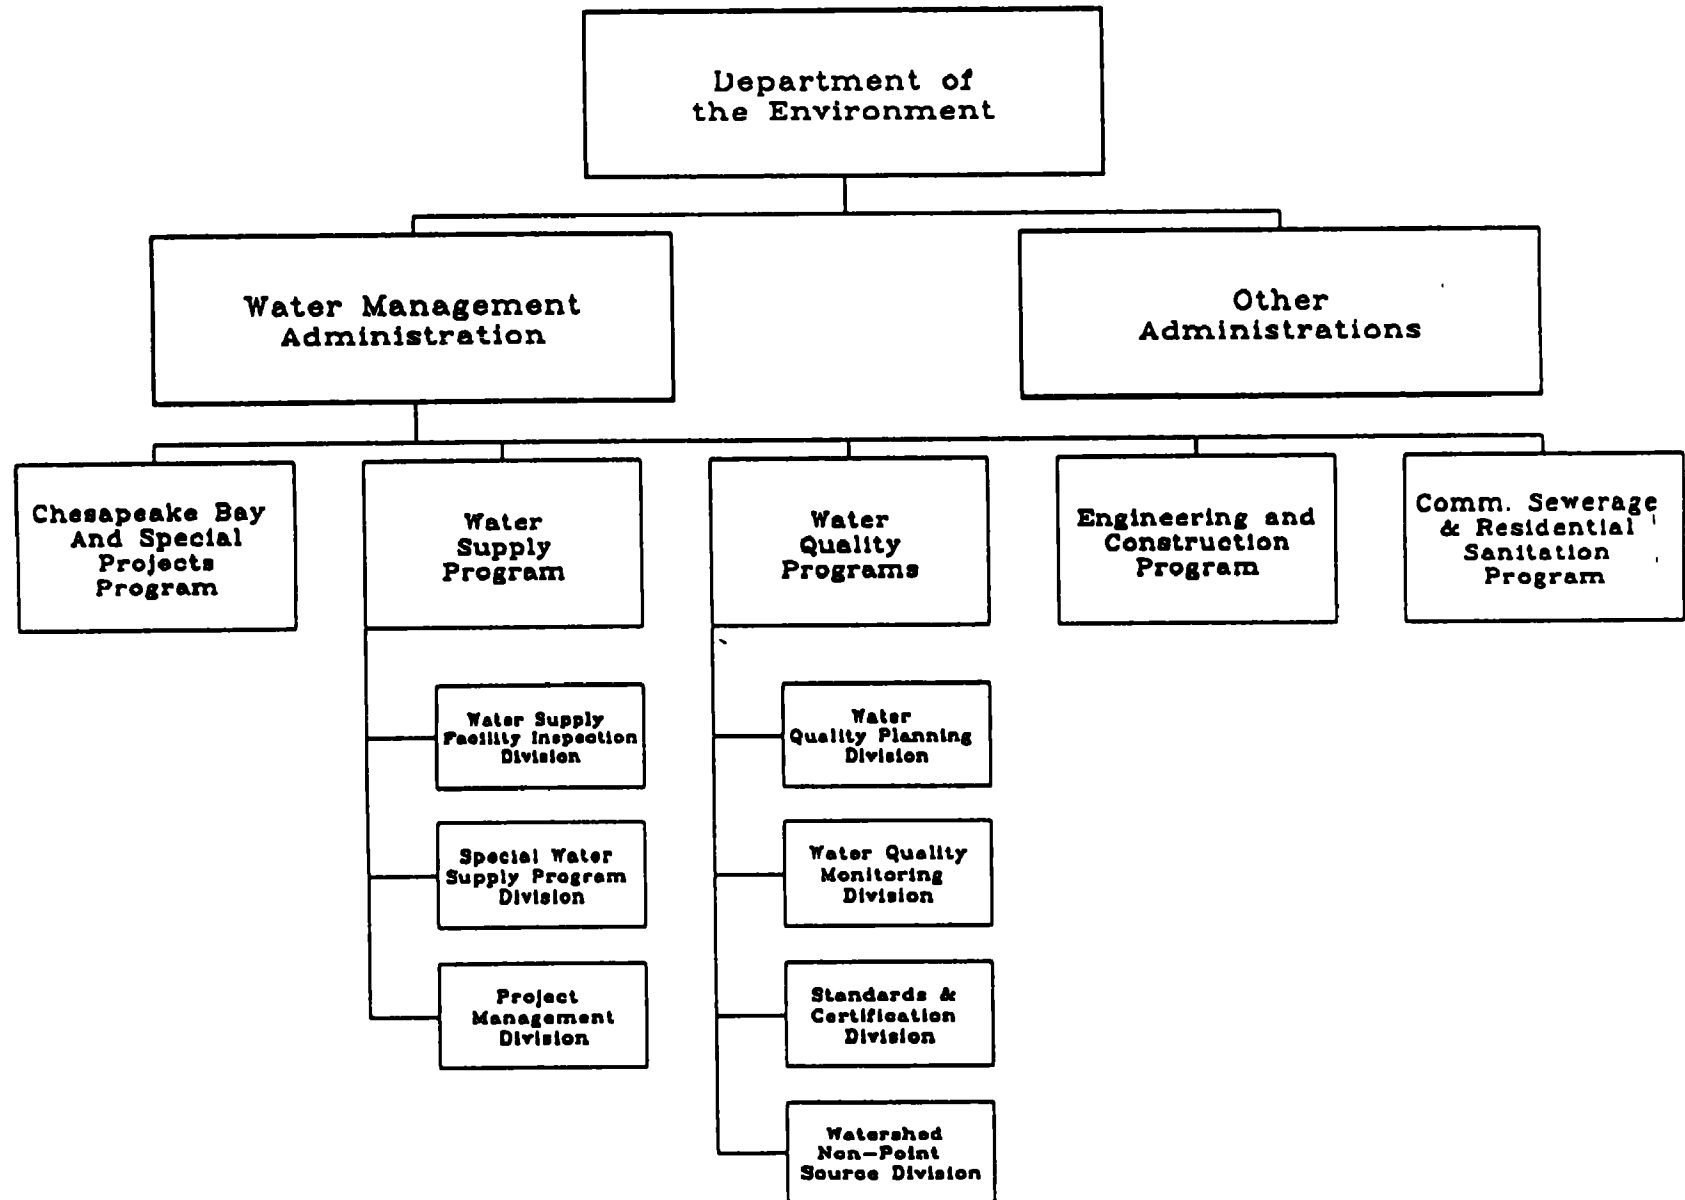 Department of
the Environment
Water Management
Administration
Other
Administrations
Chesapeake Bay
And Special
Projects
Program
Water
Supply
Program
Water
Quality
Programs
Engineering and
Construction
Program
Comm. Sewerage
& Residential
Sanitation
Program
Water Supply
Facility Inspection
Division
Special Water
Supply Program
Division
Project
Management
Division
Water
Quality Planning
Division
Water Quality
Monitoring
Division
Standards &
Certification
Division
Watershed
Non-Point
Source Division